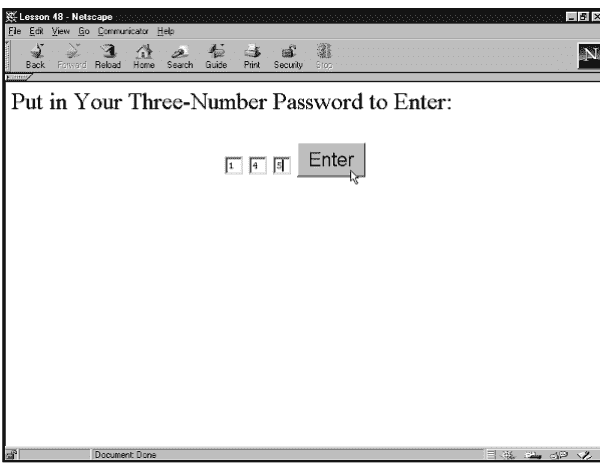 Lesson 48 - Netscape
File Edit View Go Communicator Help
Back Forward Reload Home Search Guide Print Security Stop
N
Put in Your Three-Number Password to Enter:
1 4 5 Enter
Document: Done